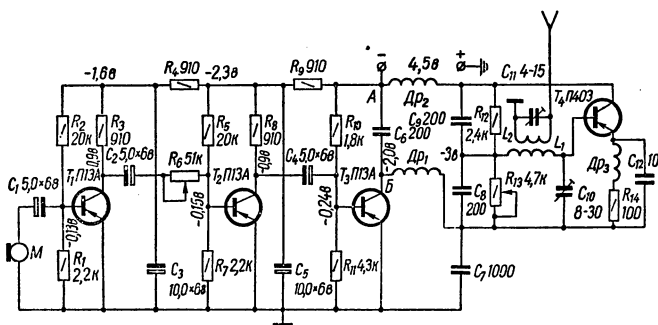 -1,6в
R₄ 910
-2,3в
R₉ 910
4,5в
C₁₁ 4-15
T₄ П403
А
Др₂
R₂
20к
R₃
910
R₅
20к
R₈
910
R₁₀
1,8к
C₉ 200
C₆ 200
R₁₂
2,4к
L₂
L₁
0,9в
C₂ 5,0×6в
R₆ 51к
-0,9в
C₄ 5,0×6в
-2,0в
-3в
Др₁
Б
Др₃
C₁₂ 10
C₁ 5,0×6в
T₁ П13А
T₂ П13А
T₃ П13А
C₈
200
R₁₃ 4,7к
C₁₀
8-30
R₁₄
100
-0,13в
-0,15в
-0,24в
М
R₁
2,2к
C₃
10,0×6в
R₇ 2,2к
C₅
10,0×6в
R₁₁ 4,3к
C₇ 1000